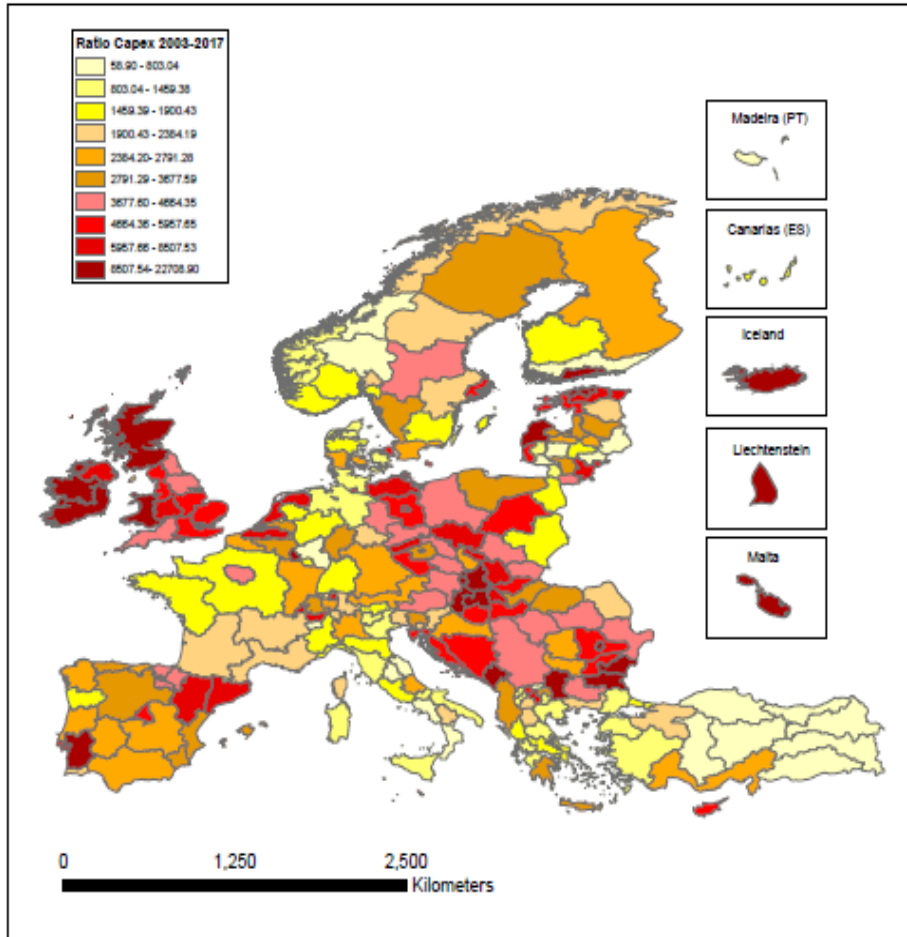 Ratio Capex 2003-2017
58.90 - 803.04
803.04 - 1459.38
1459.39 - 1900.43
1900.43 - 2384.19
2384.20- 2791.28
2791.29 - 3677.59
3677.60 - 4664.35
4664.36 - 5957.65
5957.66 - 8507.53
8507.54- 22708.90
Madeira (PT)
Canarias (ES)
Iceland
Liechtenstein
Malta
0 1,250 2,500
Kilometers